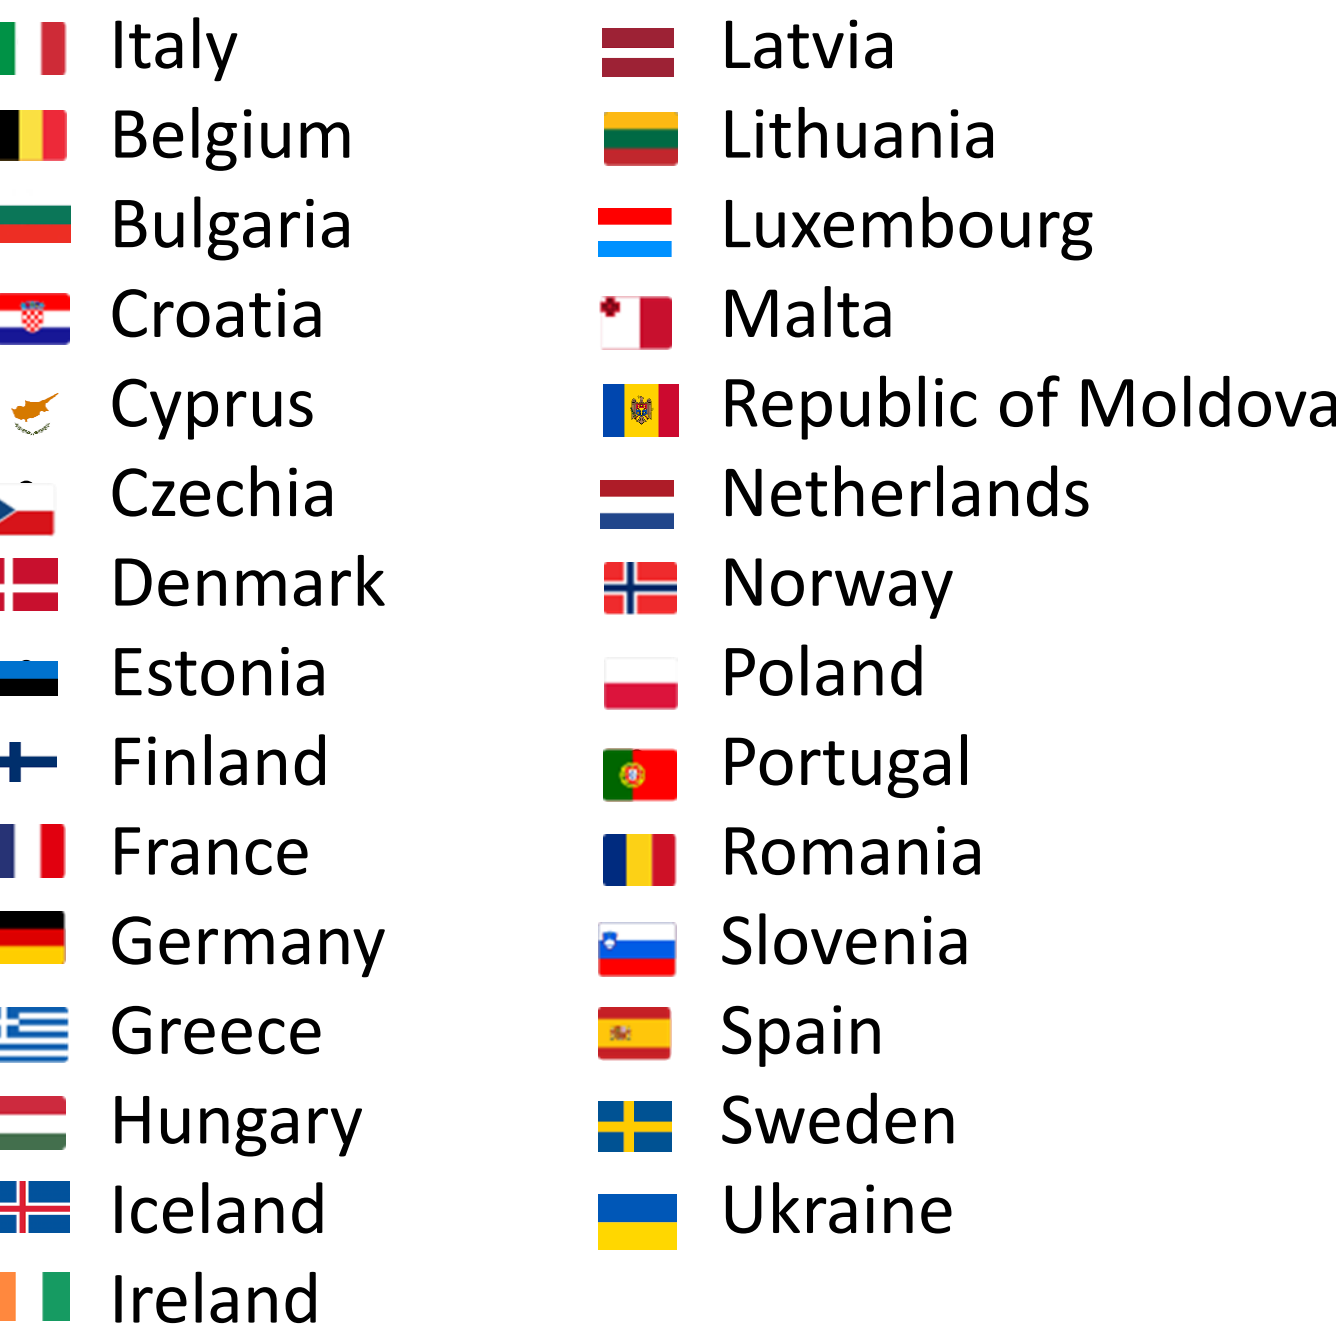 Italy
Belgium
Bulgaria
Croatia
Cyprus
Czechia
Denmark
Estonia
Finland
France
Germany
Greece
Hungary
Iceland
Ireland
Latvia
Lithuania
Luxembourg
Malta
Republic of Moldova
Netherlands
Norway
Poland
Portugal
Romania
Slovenia
Spain
Sweden
Ukraine